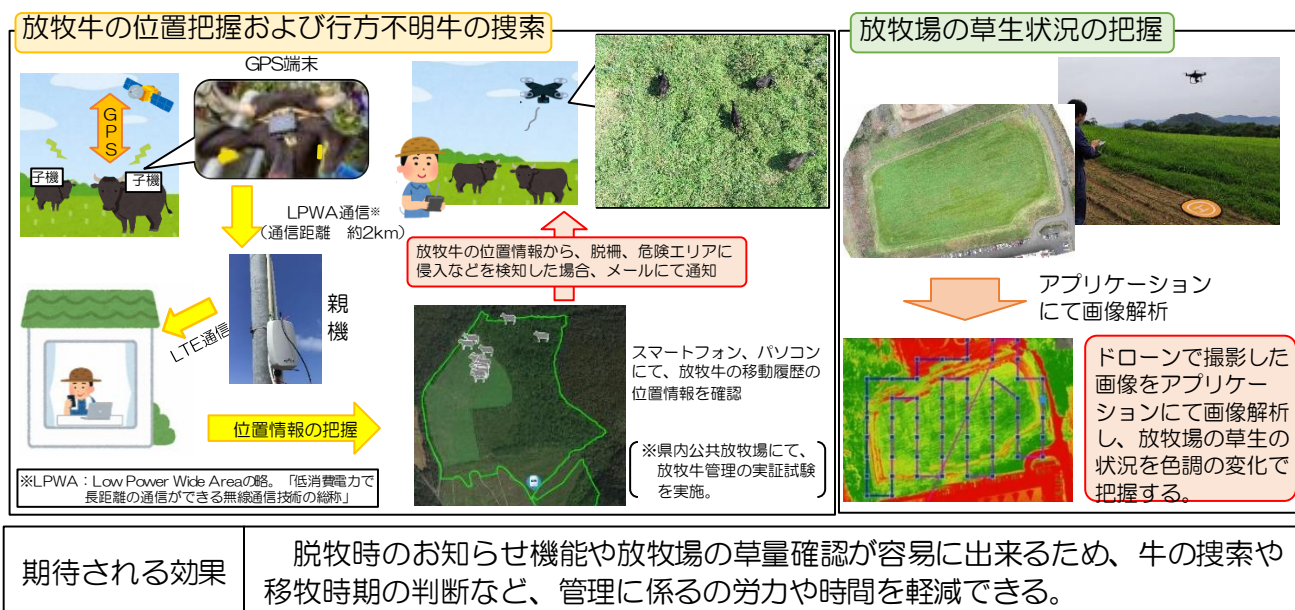 放牧牛の位置把握および行方不明牛の捜索
GPS端末
GPS
子機
子機
LPWA通信※
（通信距離　約2km）
親機
LTE通信
位置情報の把握
※LPWA：Low Power Wide Areaの略。「低消費電力で
長距離の通信ができる無線通信技術の総称」
放牧牛の位置情報から、脱柵、危険エリアに
侵入などを検知した場合、メールにて通知
スマートフォン、パソコン
にて、放牧牛の移動履歴の
位置情報を確認
※県内公共放牧場にて、
放牧牛管理の実証試験
を実施。
放牧場の草生状況の把握
H
アプリケーション
にて画像解析
ドローンで撮影した
画像をアプリケー
ションにて画像解析
し、放牧場の草生の
状況を色調の変化で
把握する。
期待される効果
脱牧時のお知らせ機能や放牧場の草量確認が容易に出来るため、牛の捜索や
移牧時期の判断など、管理に係るの労力や時間を軽減できる。